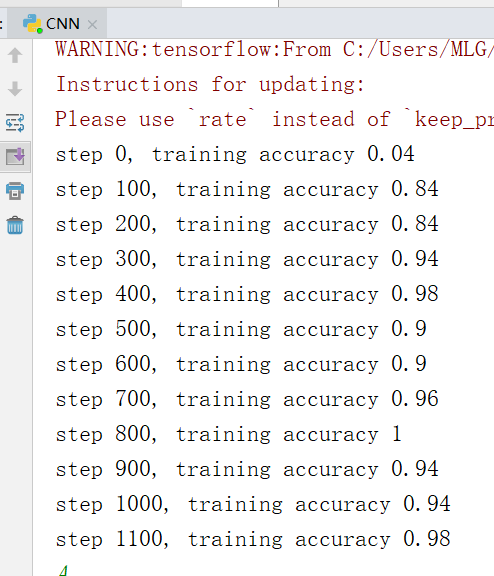 CNN
WARNING:tensorflow:From C:/Users/MLG/
Instructions for updating:
Please use `rate` instead of `keep_pr
step 0, training accuracy 0.04
step 100, training accuracy 0.84
step 200, training accuracy 0.84
step 300, training accuracy 0.94
step 400, training accuracy 0.98
step 500, training accuracy 0.9
step 600, training accuracy 0.9
step 700, training accuracy 0.96
step 800, training accuracy 1
step 900, training accuracy 0.94
step 1000, training accuracy 0.94
step 1100, training accuracy 0.98